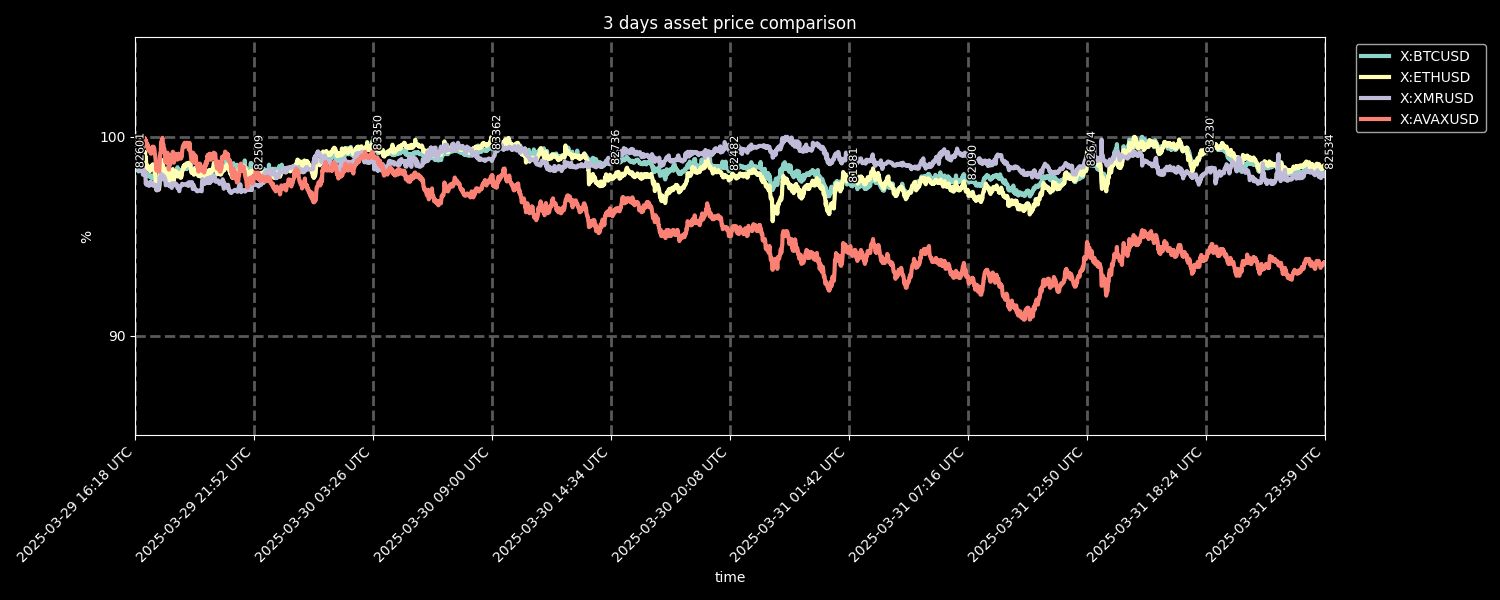 3 days asset price comparison
X:BTCUSD
X:ETHUSD
X:XMRUSD
X:AVAXUSD
100
90
%
82601
82509
83350
83362
82736
82482
81981
82090
82674
83230
82534
2025-03-29 16:18 UTC
2025-03-29 21:52 UTC
2025-03-30 03:26 UTC
2025-03-30 09:00 UTC
2025-03-30 14:34 UTC
2025-03-30 20:08 UTC
2025-03-31 01:42 UTC
2025-03-31 07:16 UTC
2025-03-31 12:50 UTC
2025-03-31 18:24 UTC
2025-03-31 23:59 UTC
time